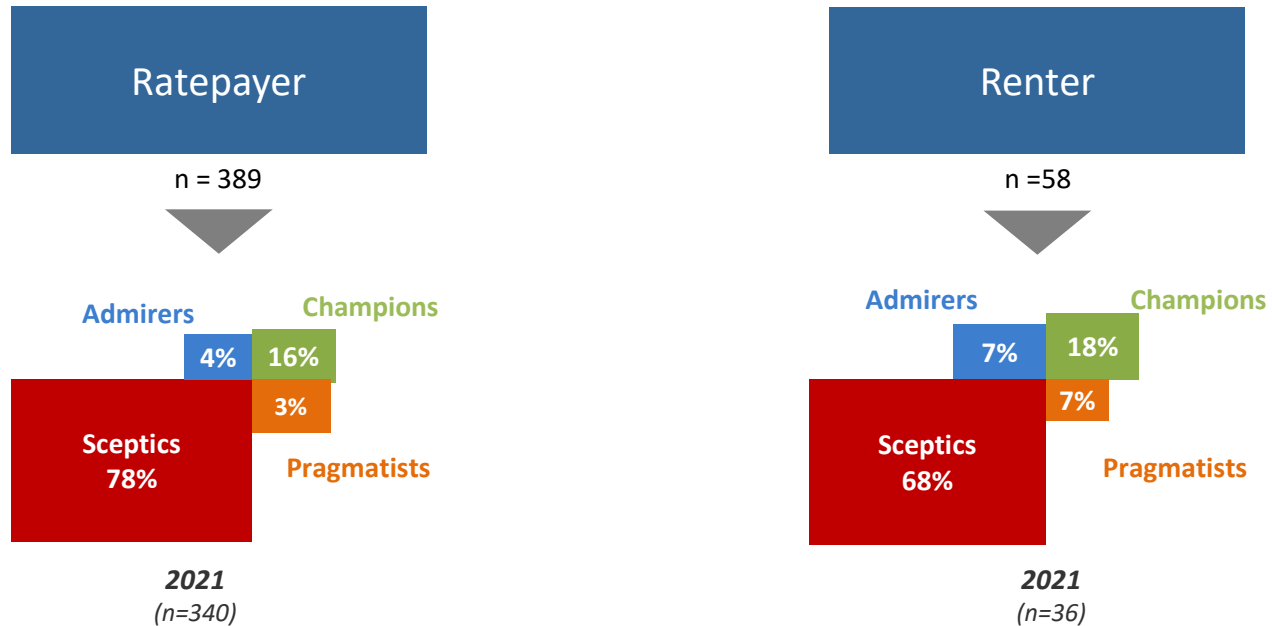 Ratepayer
n = 389
Admirers
Champions
4%
16%
3%
Sceptics
78%
Pragmatists
2021
(n=340)
Renter
n =58
Admirers
Champions
7%
18%
7%
Sceptics
68%
Pragmatists
2021
(n=36)